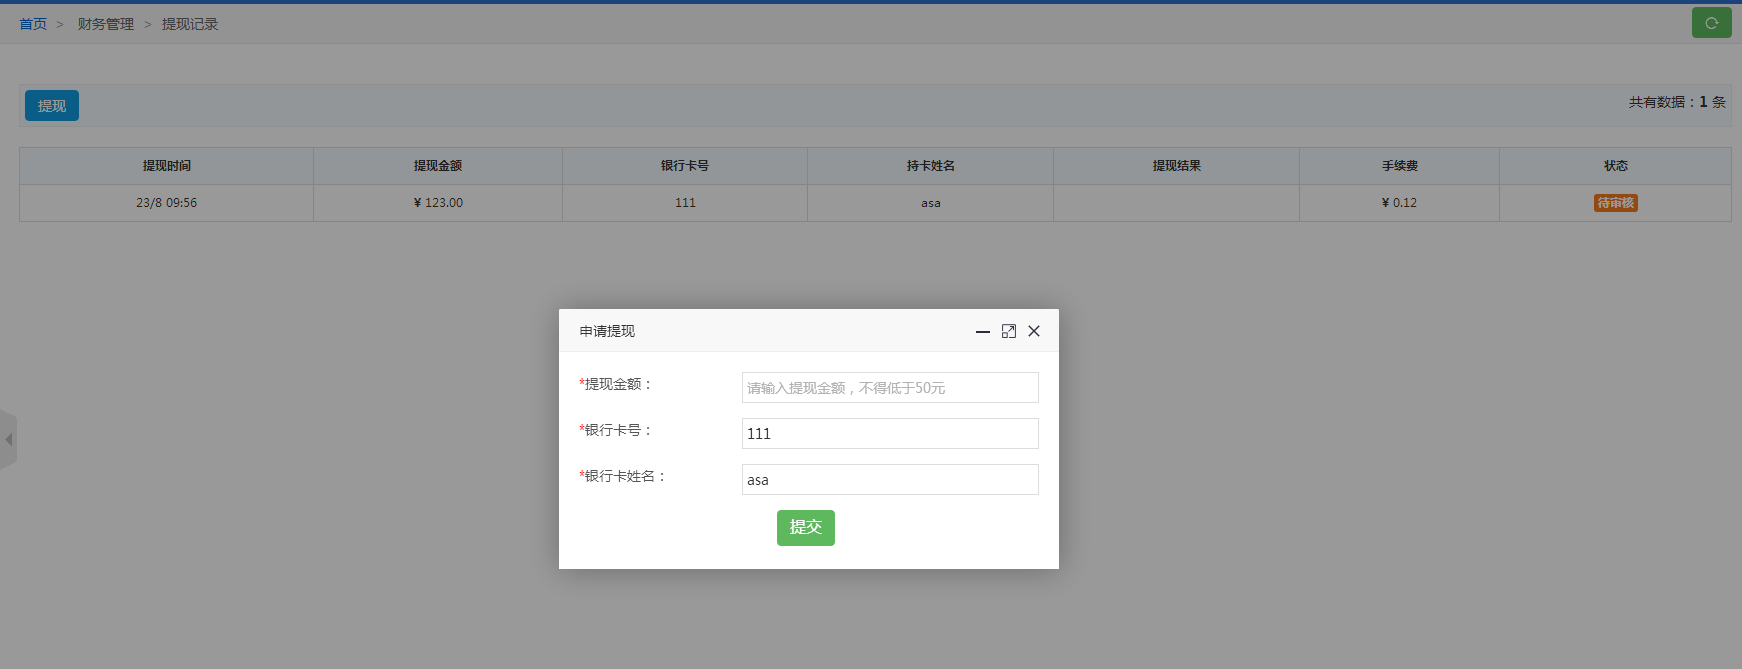 首页 > 财务管理 > 提现记录
提现
共有数据：1 条
提现时间 提现金额 银行卡号 持卡姓名 提现结果 手续费 状态
23/8 09:56 ¥ 123.00 111 asa ¥ 0.12 待审核
申请提现
*提现金额： 请输入提现金额，不得低于50元
*银行卡号： 111
*银行卡姓名： asa
提交